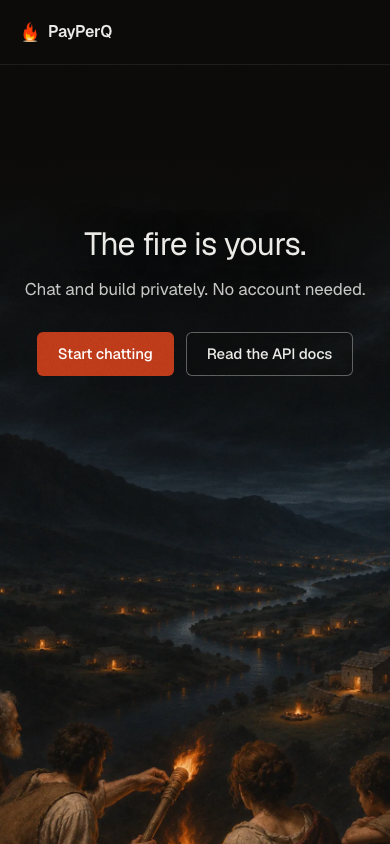 PayPerQ
The fire is yours.
Chat and build privately. No account needed.
Start chatting
Read the API docs